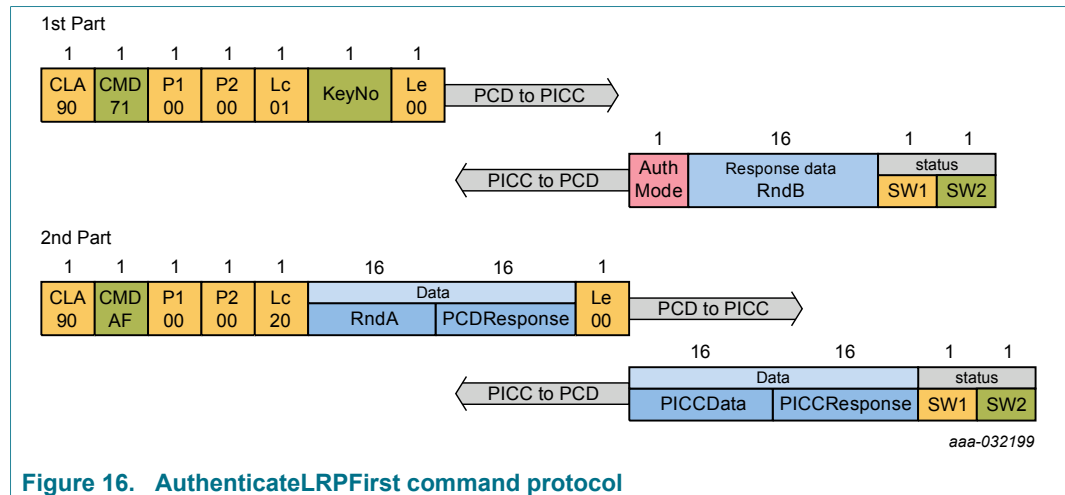 1st Part
1 1 1 1 1 1 1
CLA CMD P1 P2 Lc KeyNo Le
90 71 00 00 01 00
PCD to PICC
1 16 1 1
PICC to PCD
Auth Mode Response data RndB status
SW1 SW2
2nd Part
1 1 1 1 1 16 16 1
CLA CMD P1 P2 Lc Data Le
90 AF 00 00 20 RndA PCDResponse 00
PCD to PICC
16 16 1 1
PICC to PCD
Data status
PICCData PICCResponse SW1 SW2
aaa-032199
Figure 16. AuthenticateLRPFirst command protocol